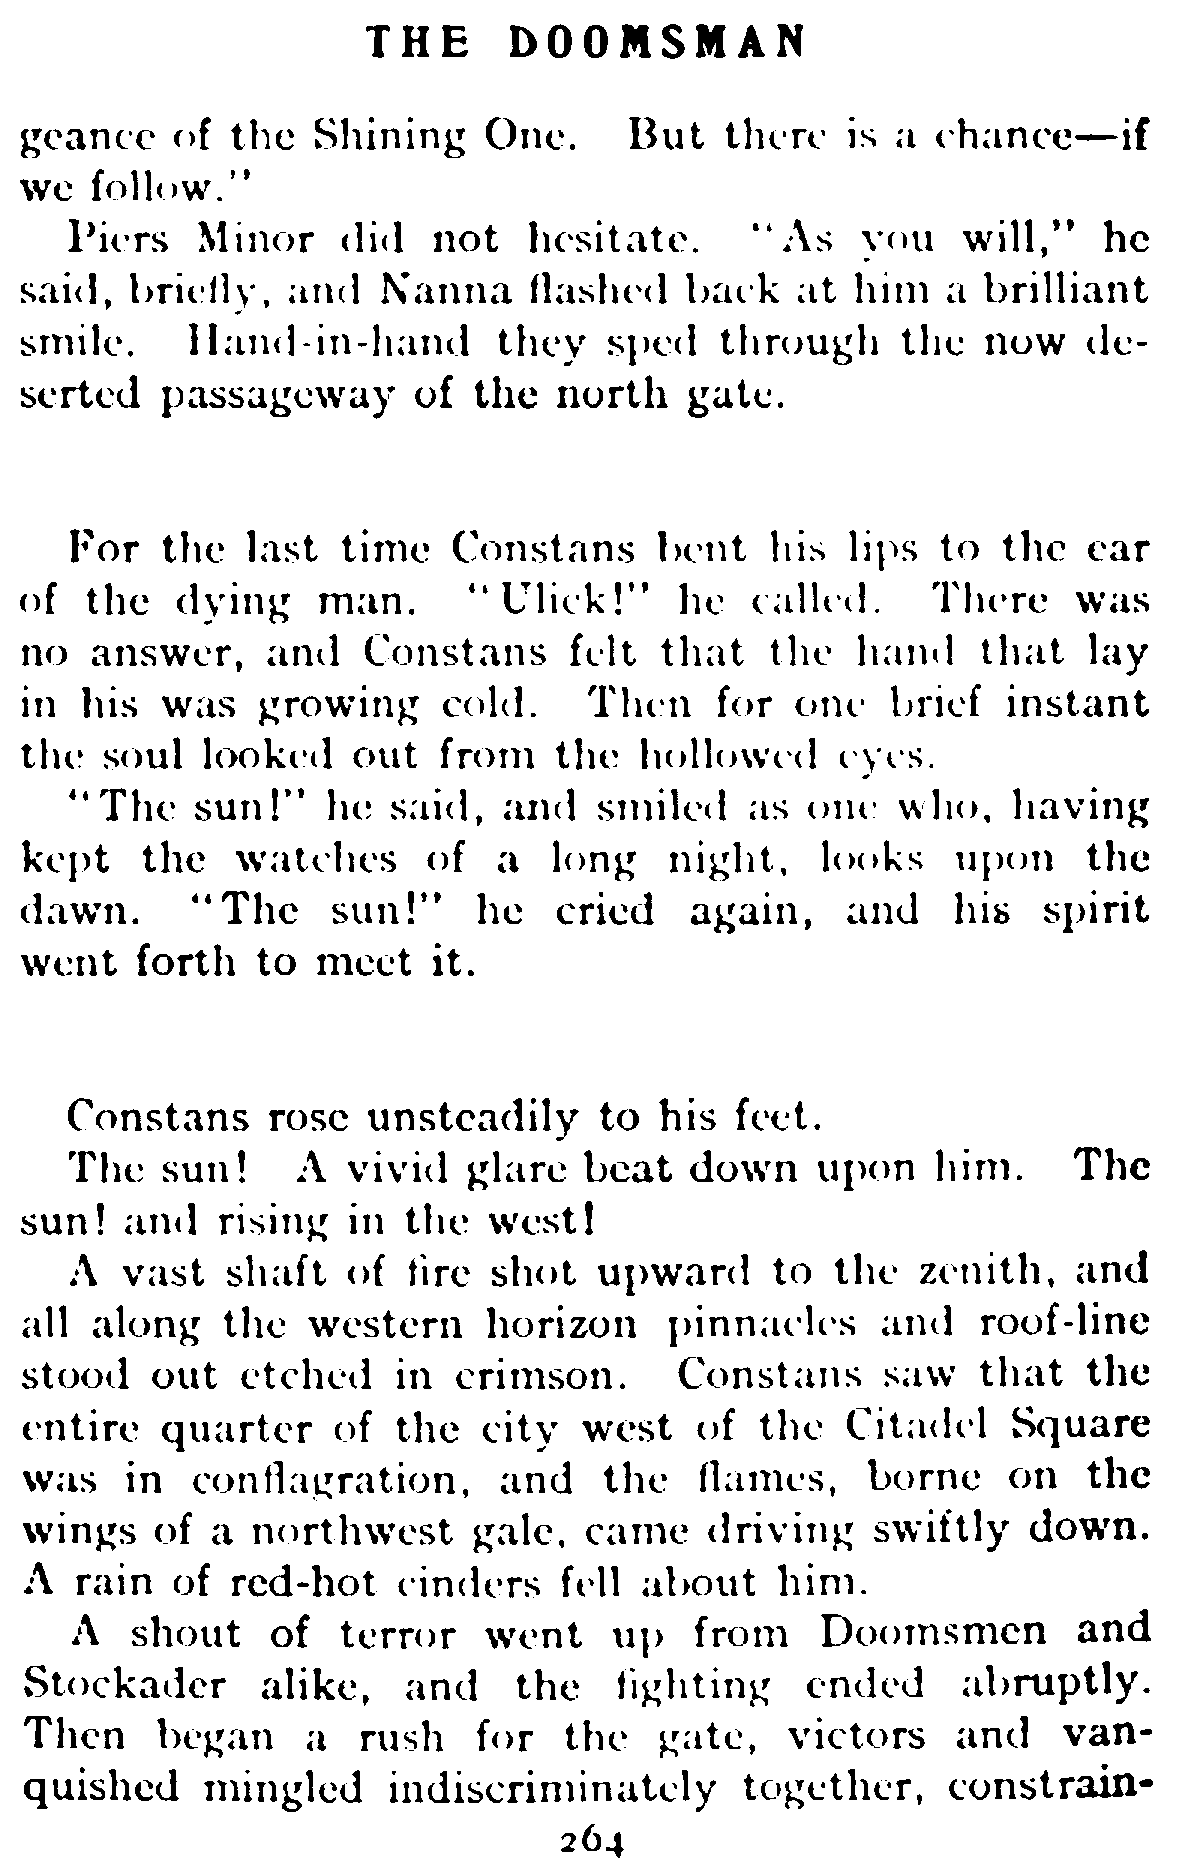 THE DOOMSMAN
geance of the Shining One. But there is a chance—if
we follow."
Piers Minor did not hesitate. "As you will," he
said, briefly, and Nanna flashed back at him a brilliant
smile. Hand-in-hand they sped through the now de-
serted passageway of the north gate.
For the last time Constans bent his lips to the ear
of the dying man. "Ulick!" he called. There was
no answer, and Constans felt that the hand that lay
in his was growing cold. Then for one brief instant
the soul looked out from the hollowed eyes.
"The sun!" he said, and smiled as one who, having
kept the watches of a long night, looks upon the
dawn. "The sun!" he cried again, and his spirit
went forth to meet it.
Constans rose unsteadily to his feet.
The sun! A vivid glare beat down upon him. The
sun! and rising in the west!
A vast shaft of fire shot upward to the zenith, and
all along the western horizon pinnacles and roof-line
stood out etched in crimson. Constans saw that the
entire quarter of the city west of the Citadel Square
was in conflagration, and the flames, borne on the
wings of a northwest gale, came driving swiftly down.
A rain of red-hot cinders fell about him.
A shout of terror went up from Doomsmen and
Stockader alike, and the fighting ended abruptly.
Then began a rush for the gate, victors and van-
quished mingled indiscriminately together, constrain-
264